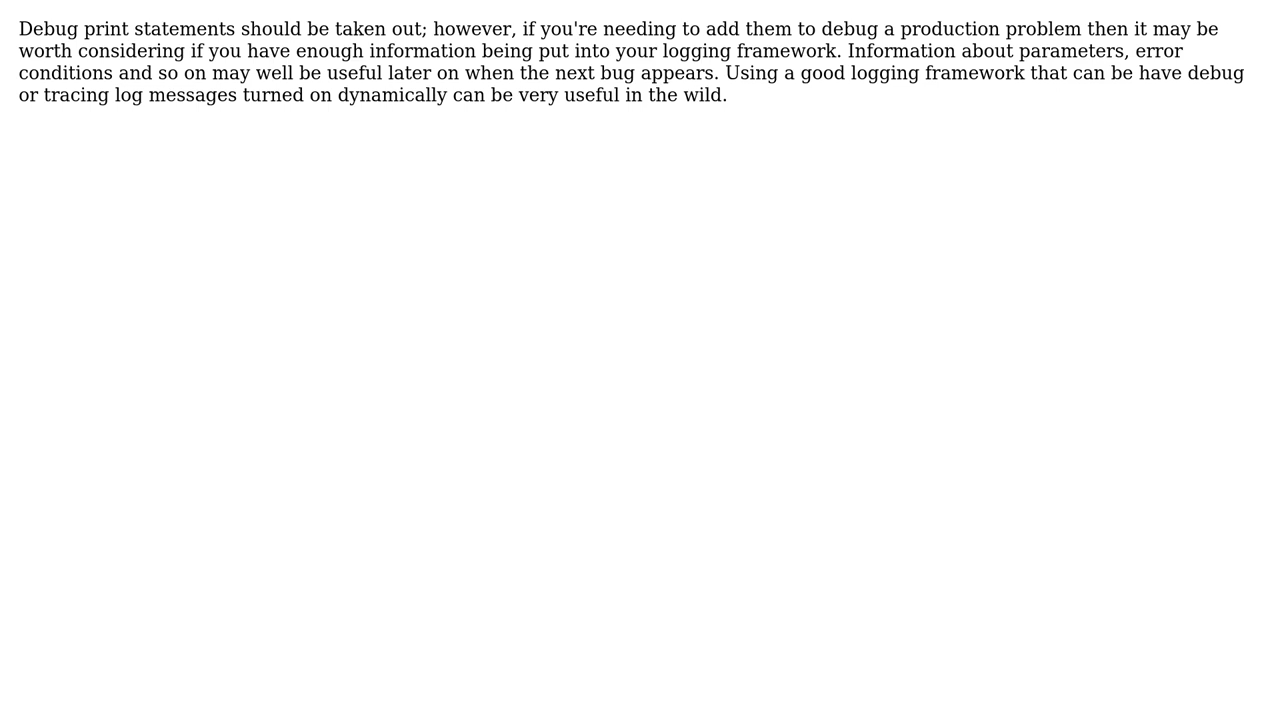 Debug print statements should be taken out; however, if you're needing to add them to debug a production problem then it may be
worth considering if you have enough information being put into your logging framework. Information about parameters, error
conditions and so on may well be useful later on when the next bug appears. Using a good logging framework that can be have debug
or tracing log messages turned on dynamically can be very useful in the wild.